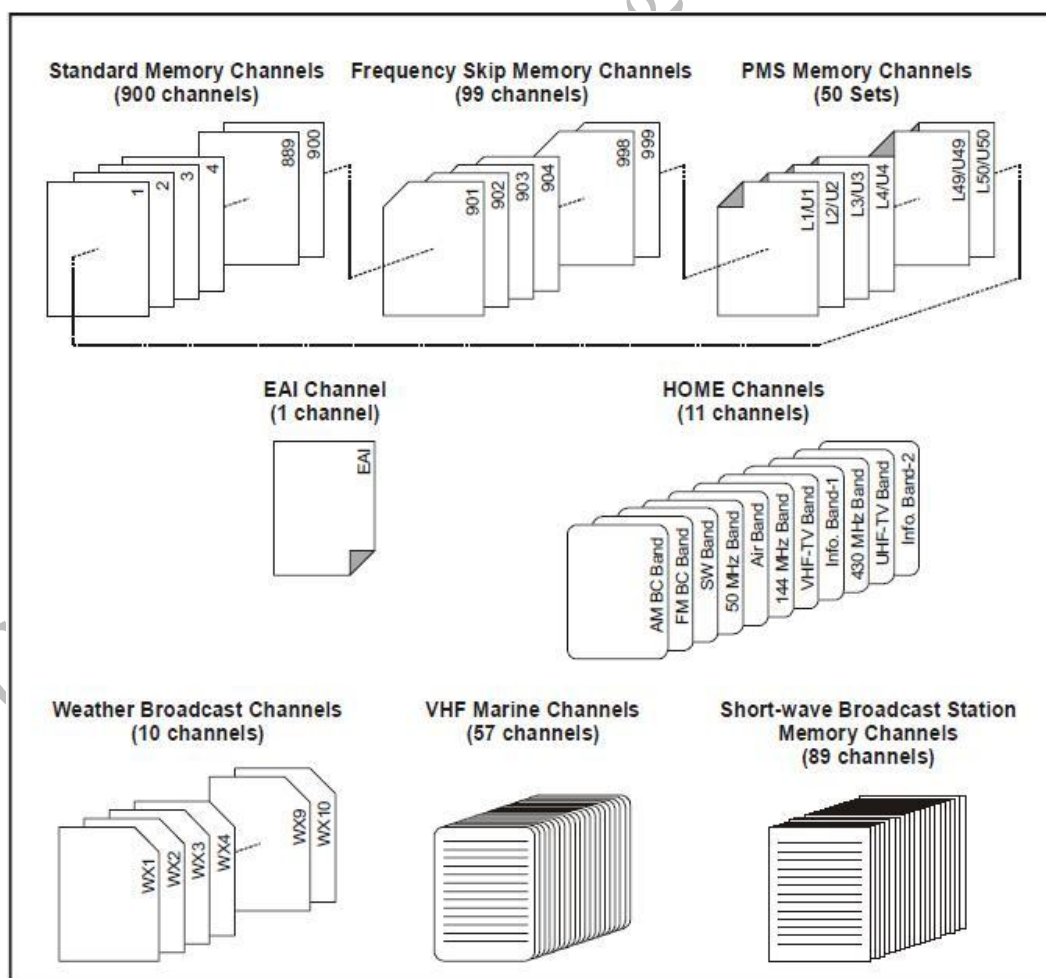 Standard Memory Channels
(900 channels)
Frequency Skip Memory Channels
(99 channels)
PMS Memory Channels
(50 Sets)
1
2
3
4
889
900
901
902
903
904
998
999
L1/U1
L2/U2
L3/U3
L4/U4
L49/U49
L50/U50
EAI Channel
(1 channel)
EAI
HOME Channels
(11 channels)
AM BC Band
FM BC Band
SW Band
50 MHz Band
Air Band
144 MHz Band
VHF-TV Band
Info. Band-1
430 MHz Band
UHF-TV Band
Info. Band-2
Weather Broadcast Channels
(10 channels)
WX1
WX2
WX3
WX4
WX9
WX10
VHF Marine Channels
(57 channels)
Short-wave Broadcast Station
Memory Channels
(89 channels)